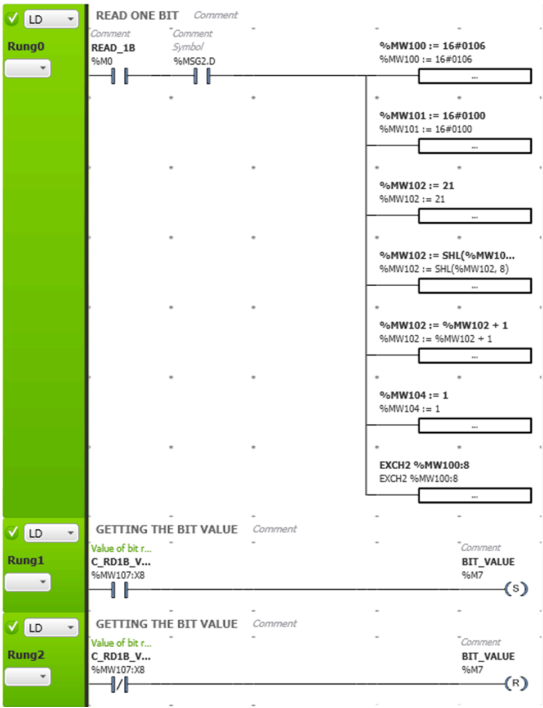 LD
READ ONE BIT Comment
Rung0
Comment
READ_1B
%M0
Comment
Symbol
%MSG2.D
%MW100 := 16#0106
%MW100 := 16#0106
...
%MW101 := 16#0100
%MW101 := 16#0100
...
%MW102 := 21
%MW102 := 21
...
%MW102 := SHL(%MW10...
%MW102 := SHL(%MW102, 8)
...
%MW102 := %MW102 + 1
%MW102 := %MW102 + 1
...
%MW104 := 1
%MW104 := 1
...
EXCH2 %MW100:8
EXCH2 %MW100:8
...
LD
GETTING THE BIT VALUE Comment
Rung1
Value of bit r...
C_RD1B_V...
%MW107:X8
Comment
BIT_VALUE
%M7
S
LD
GETTING THE BIT VALUE Comment
Rung2
Value of bit r...
C_RD1B_V...
%MW107:X8
Comment
BIT_VALUE
%M7
R